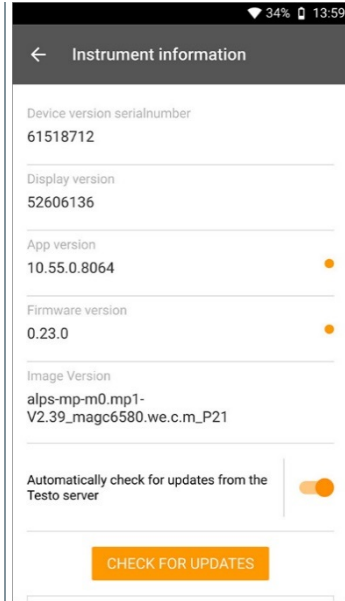 34% 13:59
Instrument information
Device version serialnumber
61518712
Display version
52606136
App version
10.55.0.8064
Firmware version
0.23.0
Image Version
alps-mp-m0.mp1-
V2.39_magc6580.we.c.m_P21
Automatically check for updates from the
Testo server
CHECK FOR UPDATES